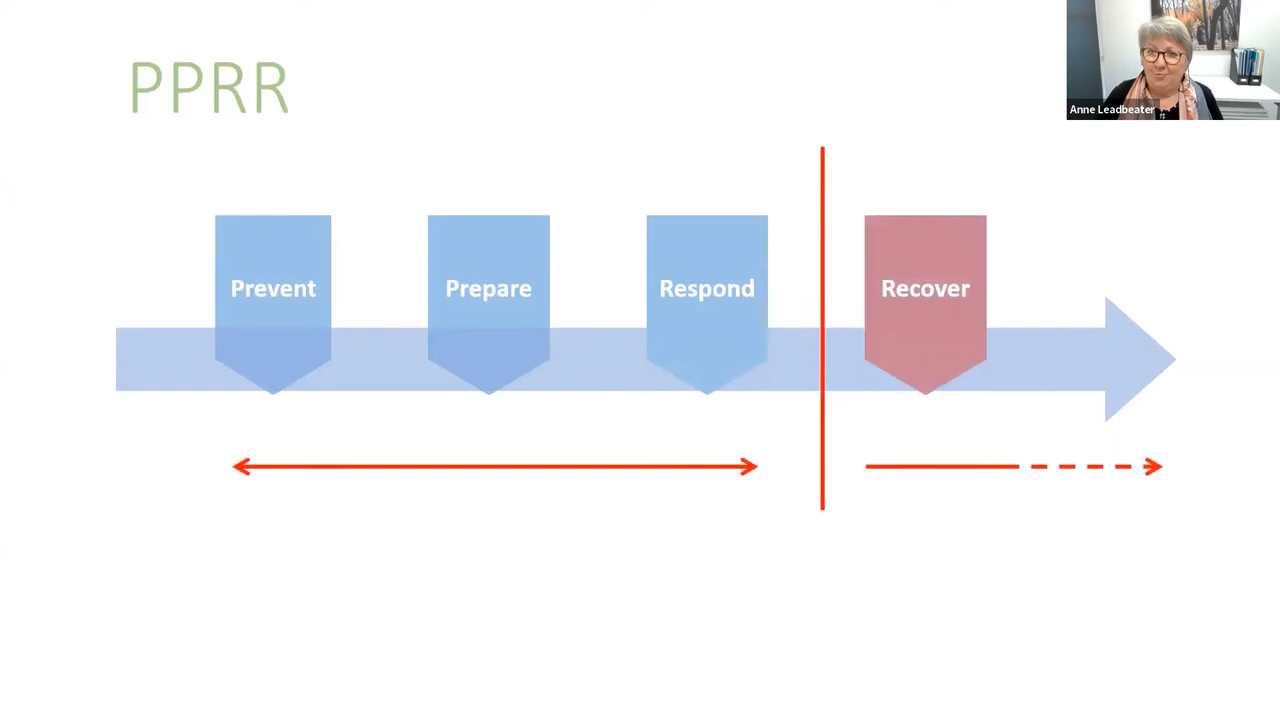 PPRR
Anne Leadbeater
Prevent
Prepare
Respond
Recover